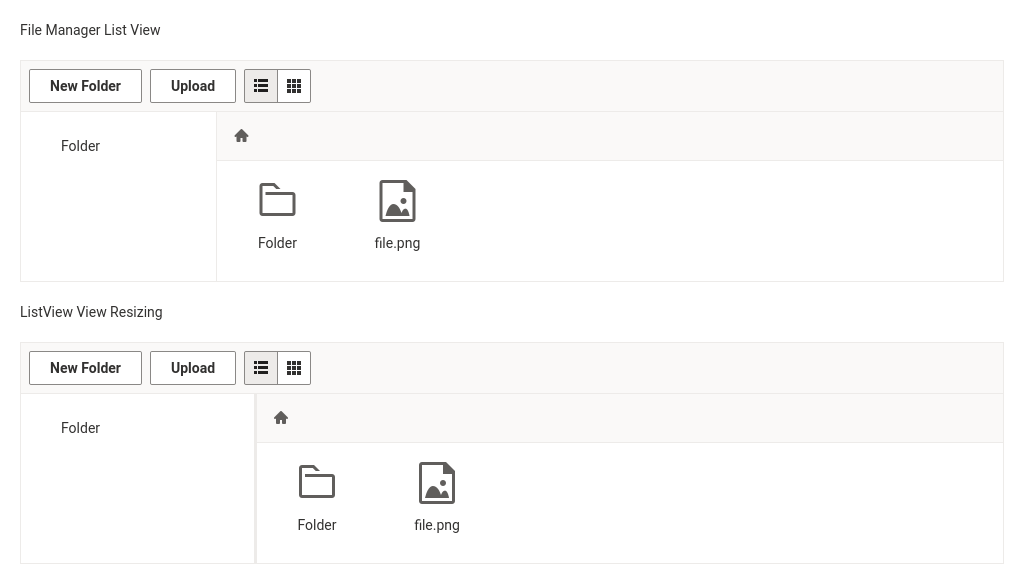 File Manager List View
New Folder Upload
Folder
Folder file.png
ListView View Resizing
New Folder Upload
Folder
Folder file.png